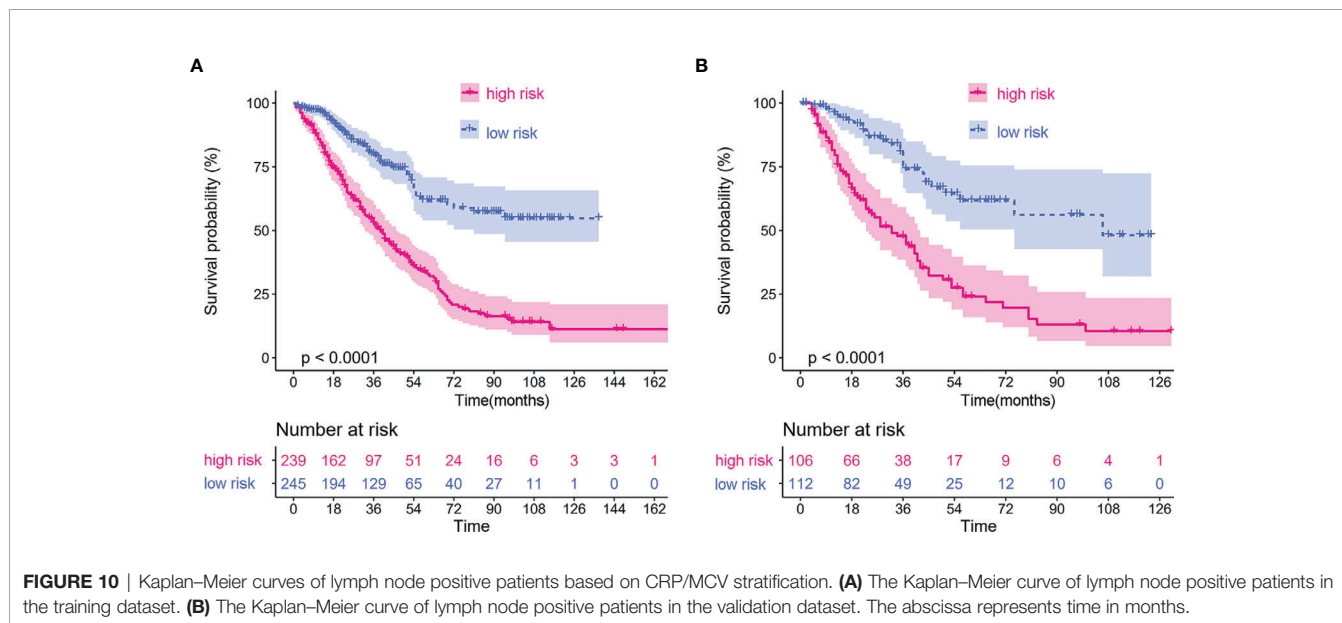 A
high risk
low risk
Survival probability (%)
100
75
50
25
0
p < 0.0001
0 18 36 54 72 90 108 126 144 162
Time(months)
Number at risk
high risk 239 162 97 51 24 16 6 3 3 1
low risk 245 194 129 65 40 27 11 1 0 0
0 18 36 54 72 90 108 126 144 162
Time
B
high risk
low risk
Survival probability (%)
100
75
50
25
0
p < 0.0001
0 18 36 54 72 90 108 126
Time(months)
Number at risk
high risk 106 66 38 17 9 6 4 1
low risk 112 82 49 25 12 10 6 0
0 18 36 54 72 90 108 126
Time
FIGURE 10 | Kaplan–Meier curves of lymph node positive patients based on CRP/MCV stratification. (A) The Kaplan–Meier curve of lymph node positive patients in
the training dataset. (B) The Kaplan–Meier curve of lymph node positive patients in the validation dataset. The abscissa represents time in months.